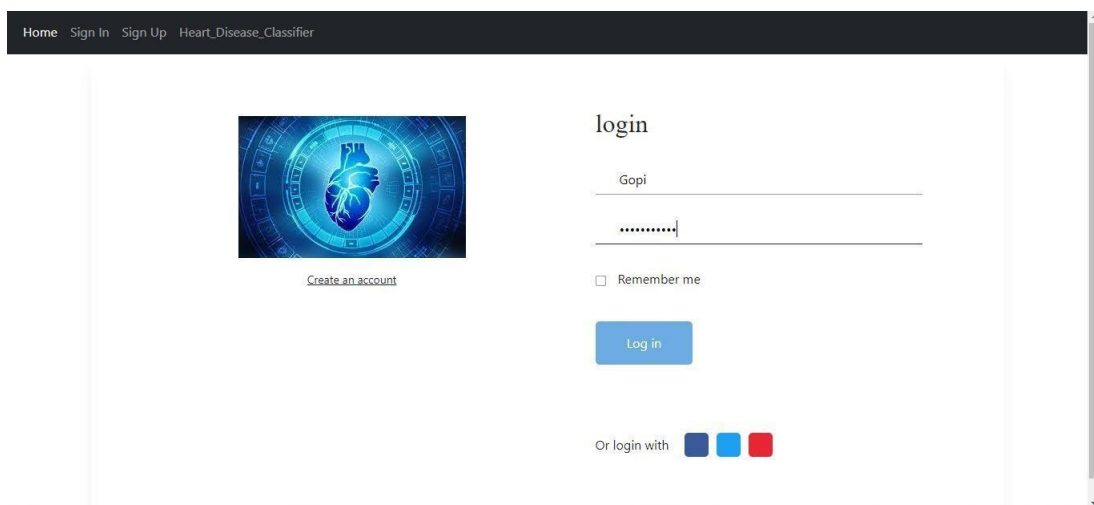 Home Sign In Sign Up Heart_Disease_Classifier
login
Gopi
•••••••••••
Create an account
Remember me
Log in
Or login with